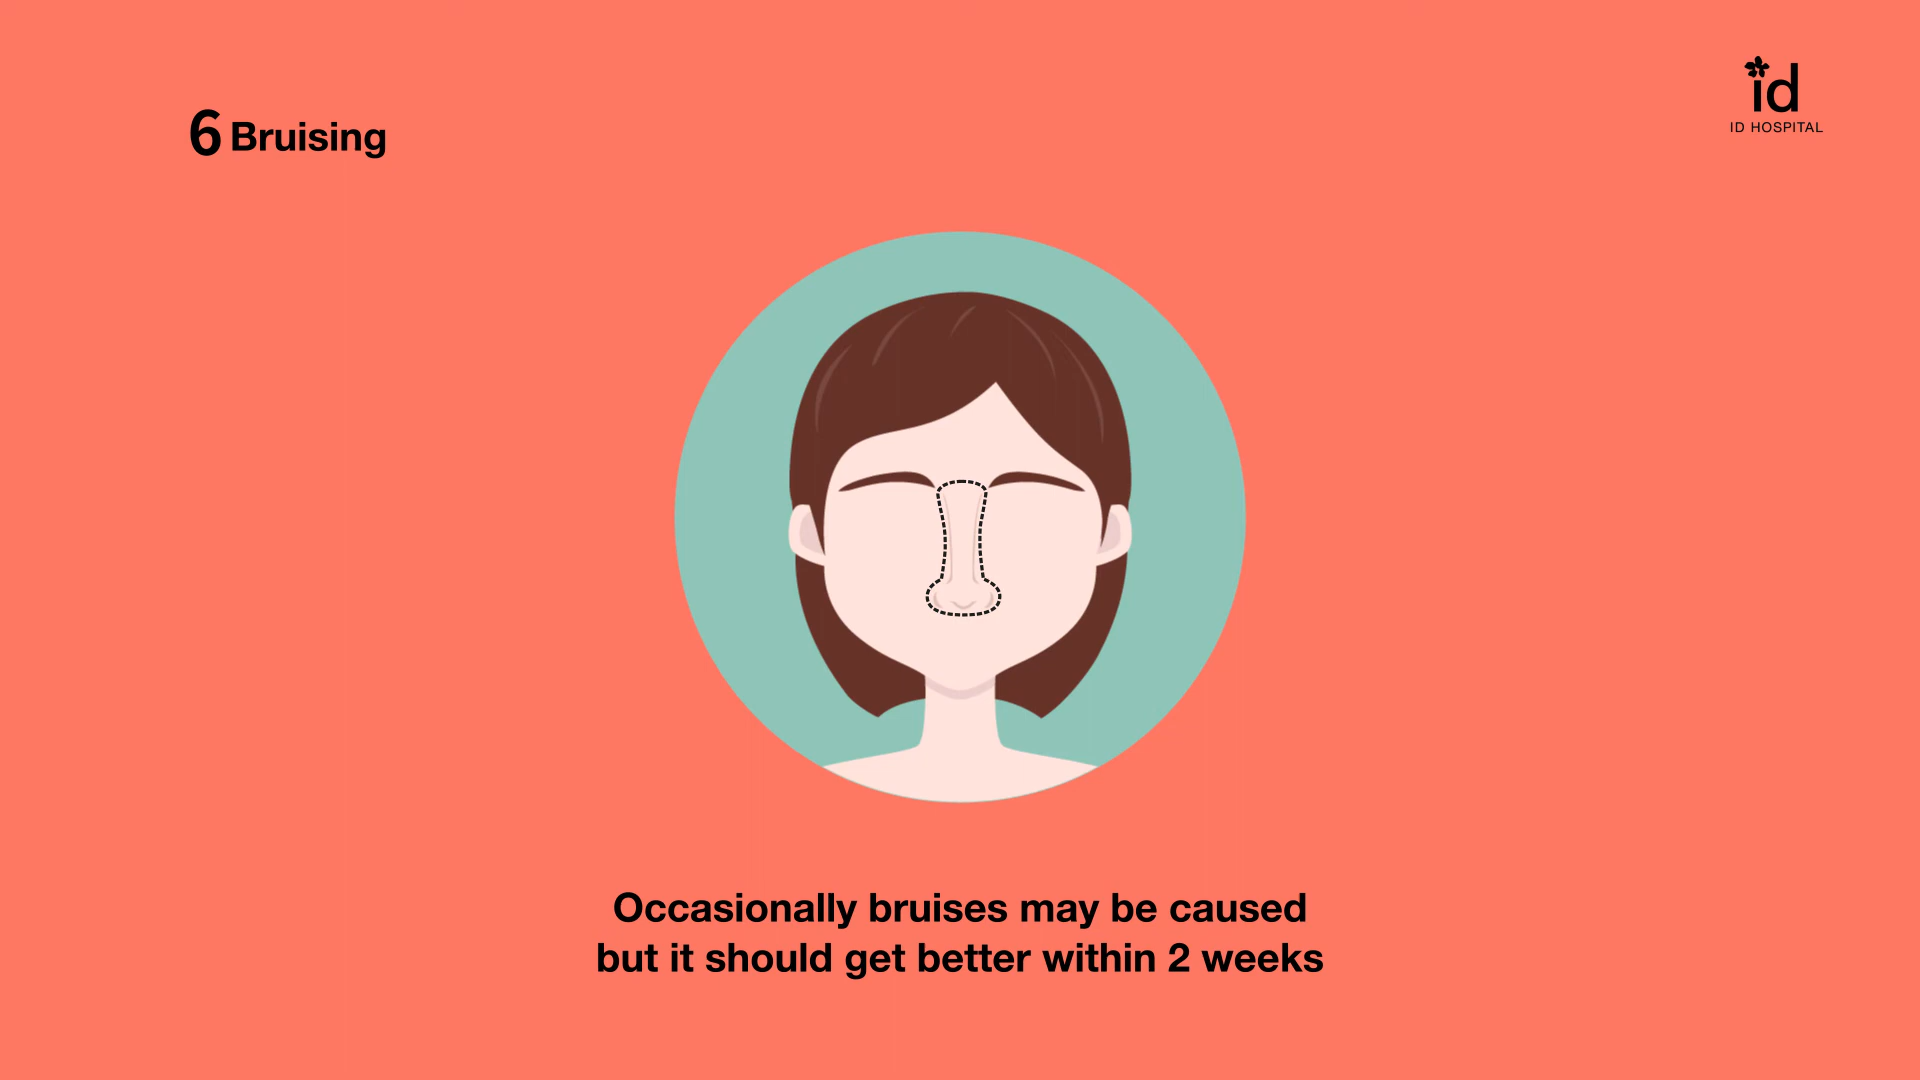 6 Bruising
id
ID HOSPITAL
Occasionally bruises may be caused
but it should get better within 2 weeks